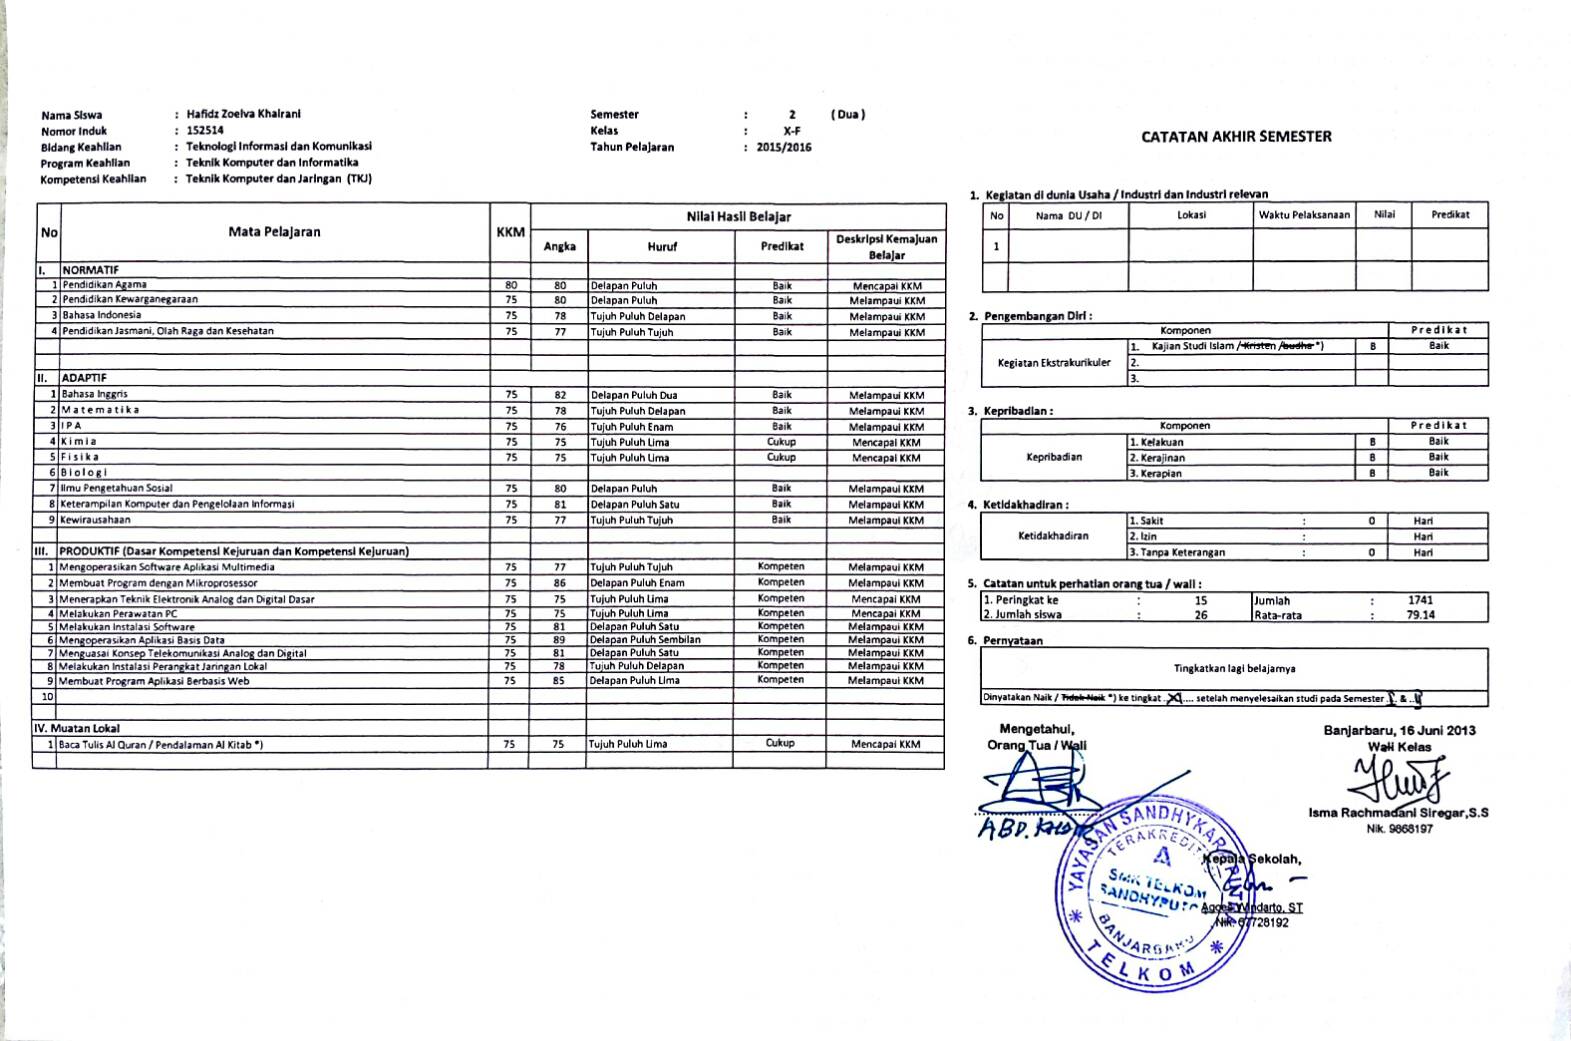 Nama Siswa : Hafidz Zoelva Khairani
Nomor Induk : 152514
Bidang Keahlian : Teknologi Informasi dan Komunikasi
Program Keahlian : Teknik Komputer dan Informatika
Kompetensi Keahlian : Teknik Komputer dan Jaringan (TKJ)
Semester : 2 ( Dua )
Kelas : X-F
Tahun Pelajaran : 2015/2016
No Mata Pelajaran KKM Nilai Hasil Belajar
Angka Huruf Predikat Deskripsi Kemajuan Belajar
I. NORMATIF
1 Pendidikan Agama 80 80 Delapan Puluh Baik Mencapai KKM
2 Pendidikan Kewarganegaraan 75 80 Delapan Puluh Baik Melampaui KKM
3 Bahasa Indonesia 75 78 Tujuh Puluh Delapan Baik Melampaui KKM
4 Pendidikan Jasmani, Olah Raga dan Kesehatan 75 77 Tujuh Puluh Tujuh Baik Melampaui KKM
II. ADAPTIF
1 Bahasa Inggris 75 82 Delapan Puluh Dua Baik Melampaui KKM
2 M a t e m a t i k a 75 78 Tujuh Puluh Delapan Baik Melampaui KKM
3 I P A 75 76 Tujuh Puluh Enam Baik Melampaui KKM
4 K i m i a 75 75 Tujuh Puluh Lima Cukup Mencapai KKM
5 F i s i k a 75 75 Tujuh Puluh Lima Cukup Mencapai KKM
6 B i o l o g i
7 Ilmu Pengetahuan Sosial 75 80 Delapan Puluh Baik Melampaui KKM
8 Keterampilan Komputer dan Pengelolaan Informasi 75 81 Delapan Puluh Satu Baik Melampaui KKM
9 Kewirausahaan 75 77 Tujuh Puluh Tujuh Baik Melampaui KKM
III. PRODUKTIF (Dasar Kompetensi Kejuruan dan Kompetensi Kejuruan)
1 Mengoperasikan Software Aplikasi Multimedia 75 77 Tujuh Puluh Tujuh Kompeten Melampaui KKM
2 Membuat Program dengan Mikroprosessor 75 86 Delapan Puluh Enam Kompeten Melampaui KKM
3 Menerapkan Teknik Elektronik Analog dan Digital Dasar 75 75 Tujuh Puluh Lima Kompeten Mencapai KKM
4 Melakukan Perawatan PC 75 75 Tujuh Puluh Lima Kompeten Mencapai KKM
5 Melakukan Instalasi Software 75 81 Delapan Puluh Satu Kompeten Melampaui KKM
6 Mengoperasikan Aplikasi Basis Data 75 89 Delapan Puluh Sembilan Kompeten Melampaui KKM
7 Menguasai Konsep Telekomunikasi Analog dan Digital 75 81 Delapan Puluh Satu Kompeten Melampaui KKM
8 Melakukan Instalasi Perangkat Jaringan Lokal 75 78 Tujuh Puluh Delapan Kompeten Melampaui KKM
9 Membuat Program Aplikasi Berbasis Web 75 85 Delapan Puluh Lima Kompeten Melampaui KKM
10
IV. Muatan Lokal
1 Baca Tulis Al Quran / Pendalaman Al Kitab *) 75 75 Tujuh Puluh Lima Cukup Mencapai KKM
CATATAN AKHIR SEMESTER
1. Kegiatan di dunia Usaha / Industri dan Industri relevan
No Nama DU / DI Lokasi Waktu Pelaksanaan Nilai Predikat
1
2. Pengembangan Diri :
Komponen Predikat
Kegiatan Ekstrakurikuler
1. Kajian Studi Islam / Kristen / budha *) B Baik
2.
3.
3. Kepribadian :
Komponen Predikat
Kepribadian
1. Kelakuan B Baik
2. Kerajinan B Baik
3. Kerapian B Baik
4. Ketidakhadiran :
Ketidakhadiran
1. Sakit : 0 Hari
2. Izin : Hari
3. Tanpa Keterangan : 0 Hari
5. Catatan untuk perhatian orang tua / wali :
1. Peringkat ke : 15 Jumlah : 1741
2. Jumlah siswa : 26 Rata-rata : 79.14
6. Pernyataan
Tingkatkan lagi belajarnya
Dinyatakan Naik / Tidak Naik *) ke tingkat XI .... setelah menyelesaikan studi pada Semester I & II
Mengetahui,
Orang Tua / Wali
ABD.
Banjarbaru, 16 Juni 2013
Wali Kelas
Isma Rachmadani Siregar,S.S
Nik. 9868197
Kepala Sekolah,
Windarto, ST
Nik. 67728192
YAYASAN SANDHYKARA
TERAKREDITASI
A
SMK TELKOM
SANDHYPUTRA
BANJARBARU
* TELKOM *